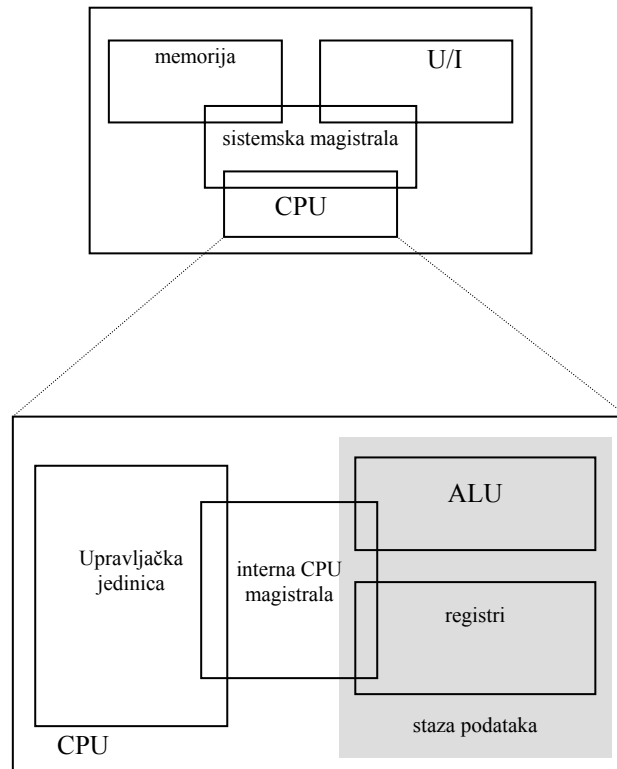 memorija
U/I
sistemska magistrala
CPU
ALU
Upravljačka
jedinica
interna CPU
magistrala
registri
staza podataka
CPU